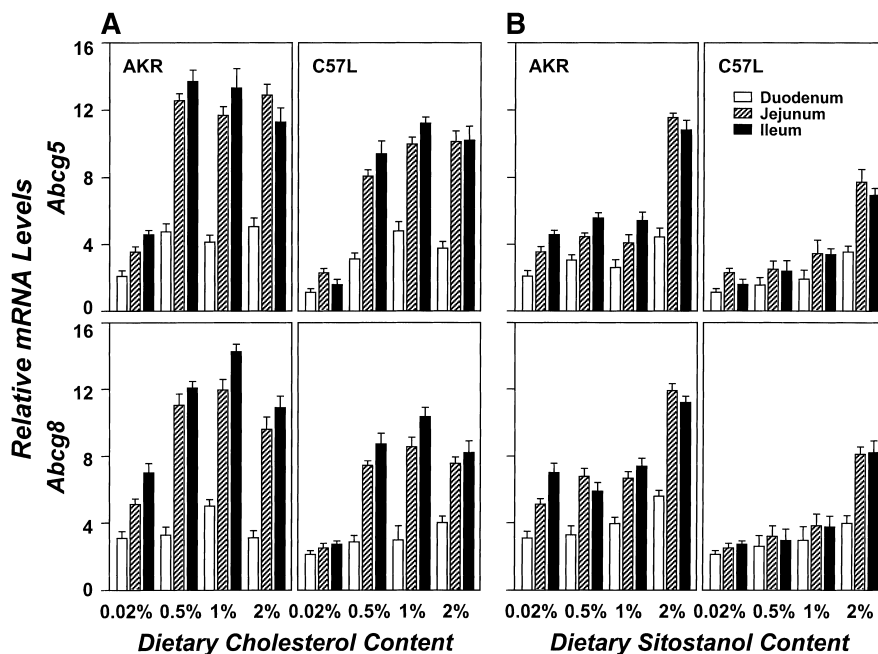 A
B
AKR
C57L
AKR
C57L
Duodenum
Jejunum
Ileum
Relative mRNA Levels
Abcg5
Abcg8
16
12
8
4
0
16
12
8
4
0
0.02% 0.5% 1% 2% 0.02% 0.5% 1% 2% 0.02% 0.5% 1% 2% 0.02% 0.5% 1% 2%
Dietary Cholesterol Content
Dietary Sitostanol Content